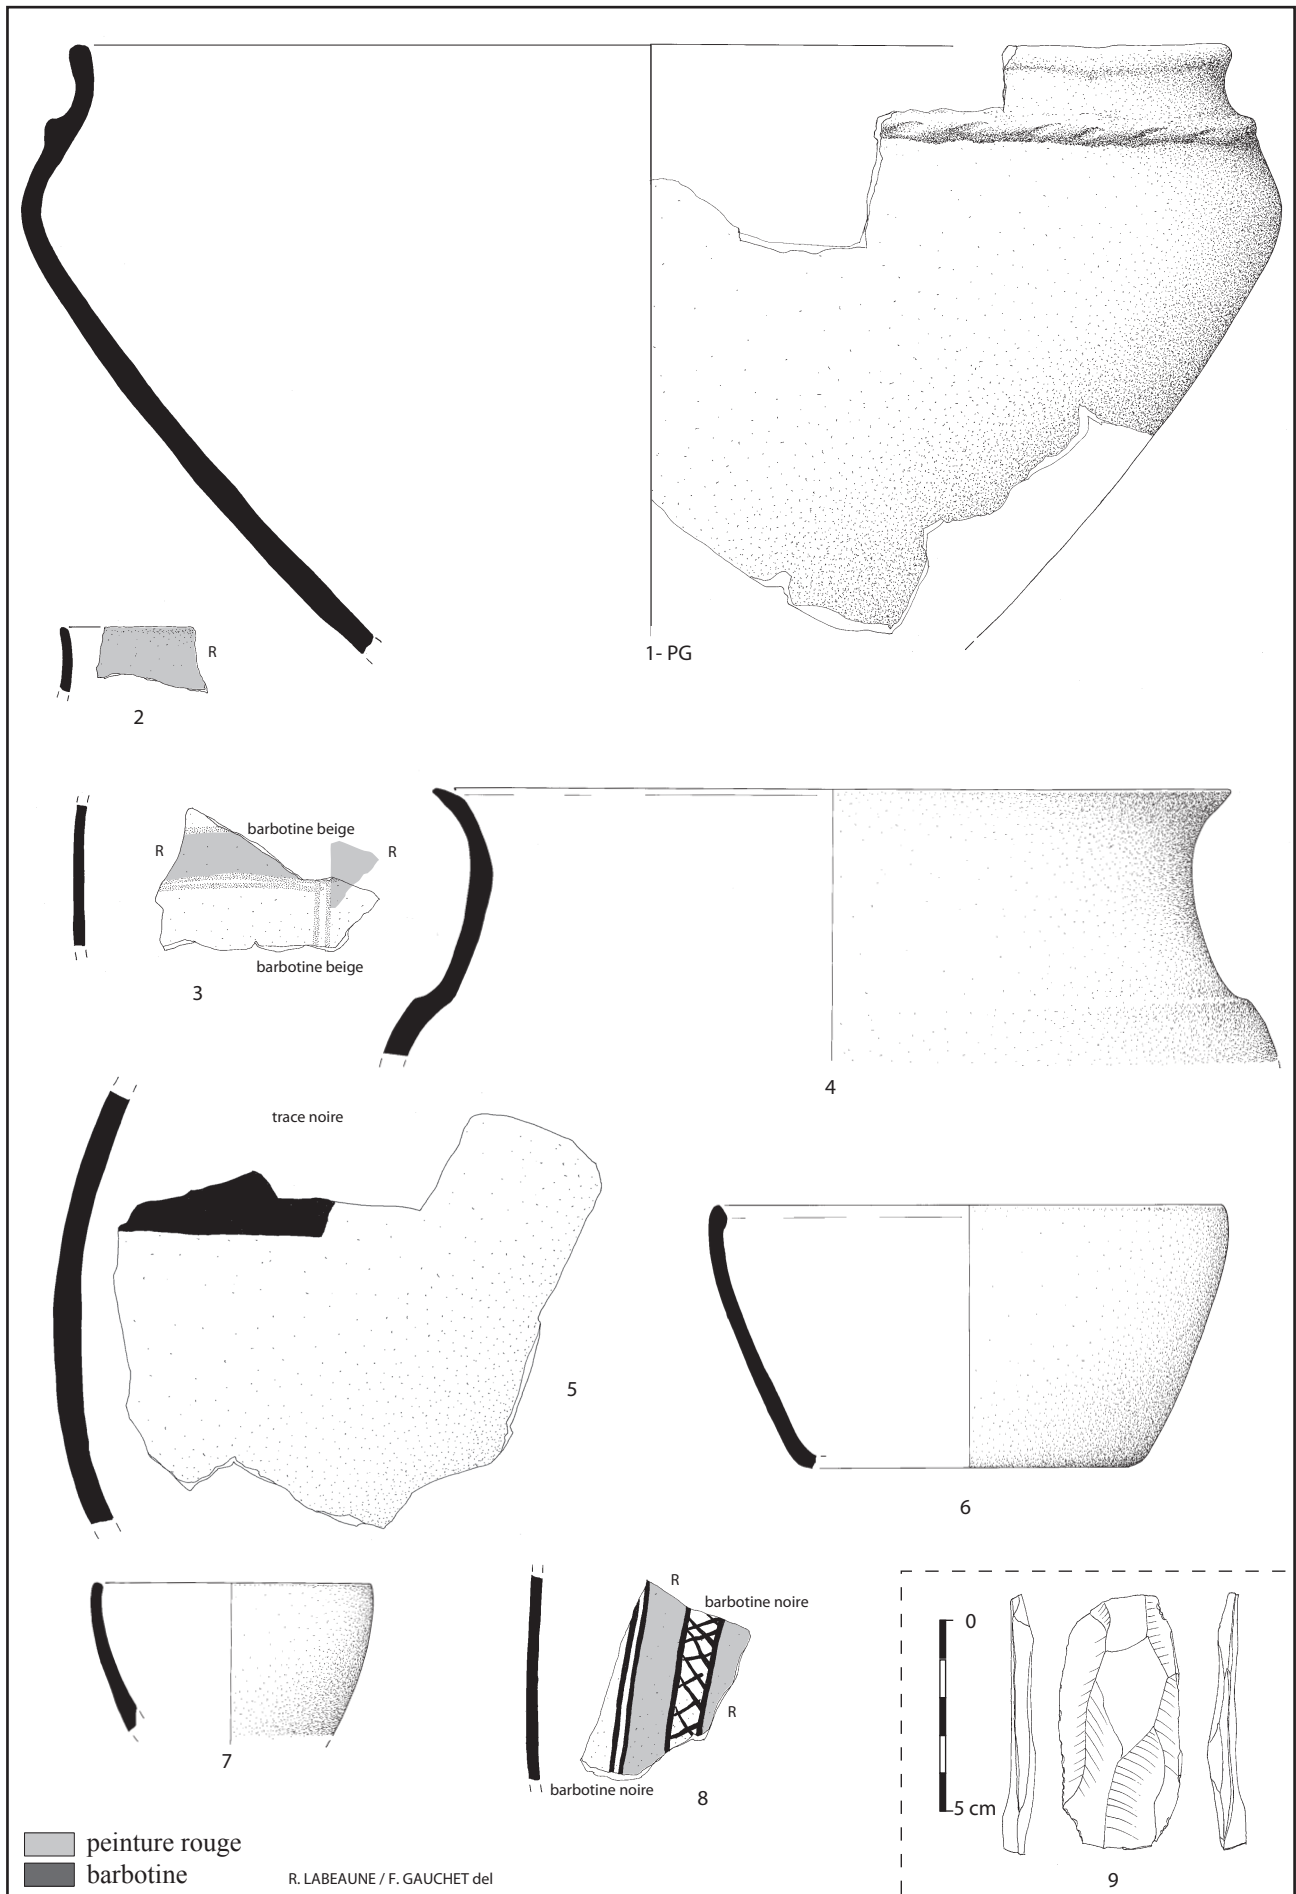 1- PG
R
2
barbotine beige
R
R
barbotine beige
3
4
trace noire
5
6
R
barbotine noire
R
7
barbotine noire
8
0
5 cm
9
peinture rouge
barbotine
R. LABEAUNE / F. GAUCHET del